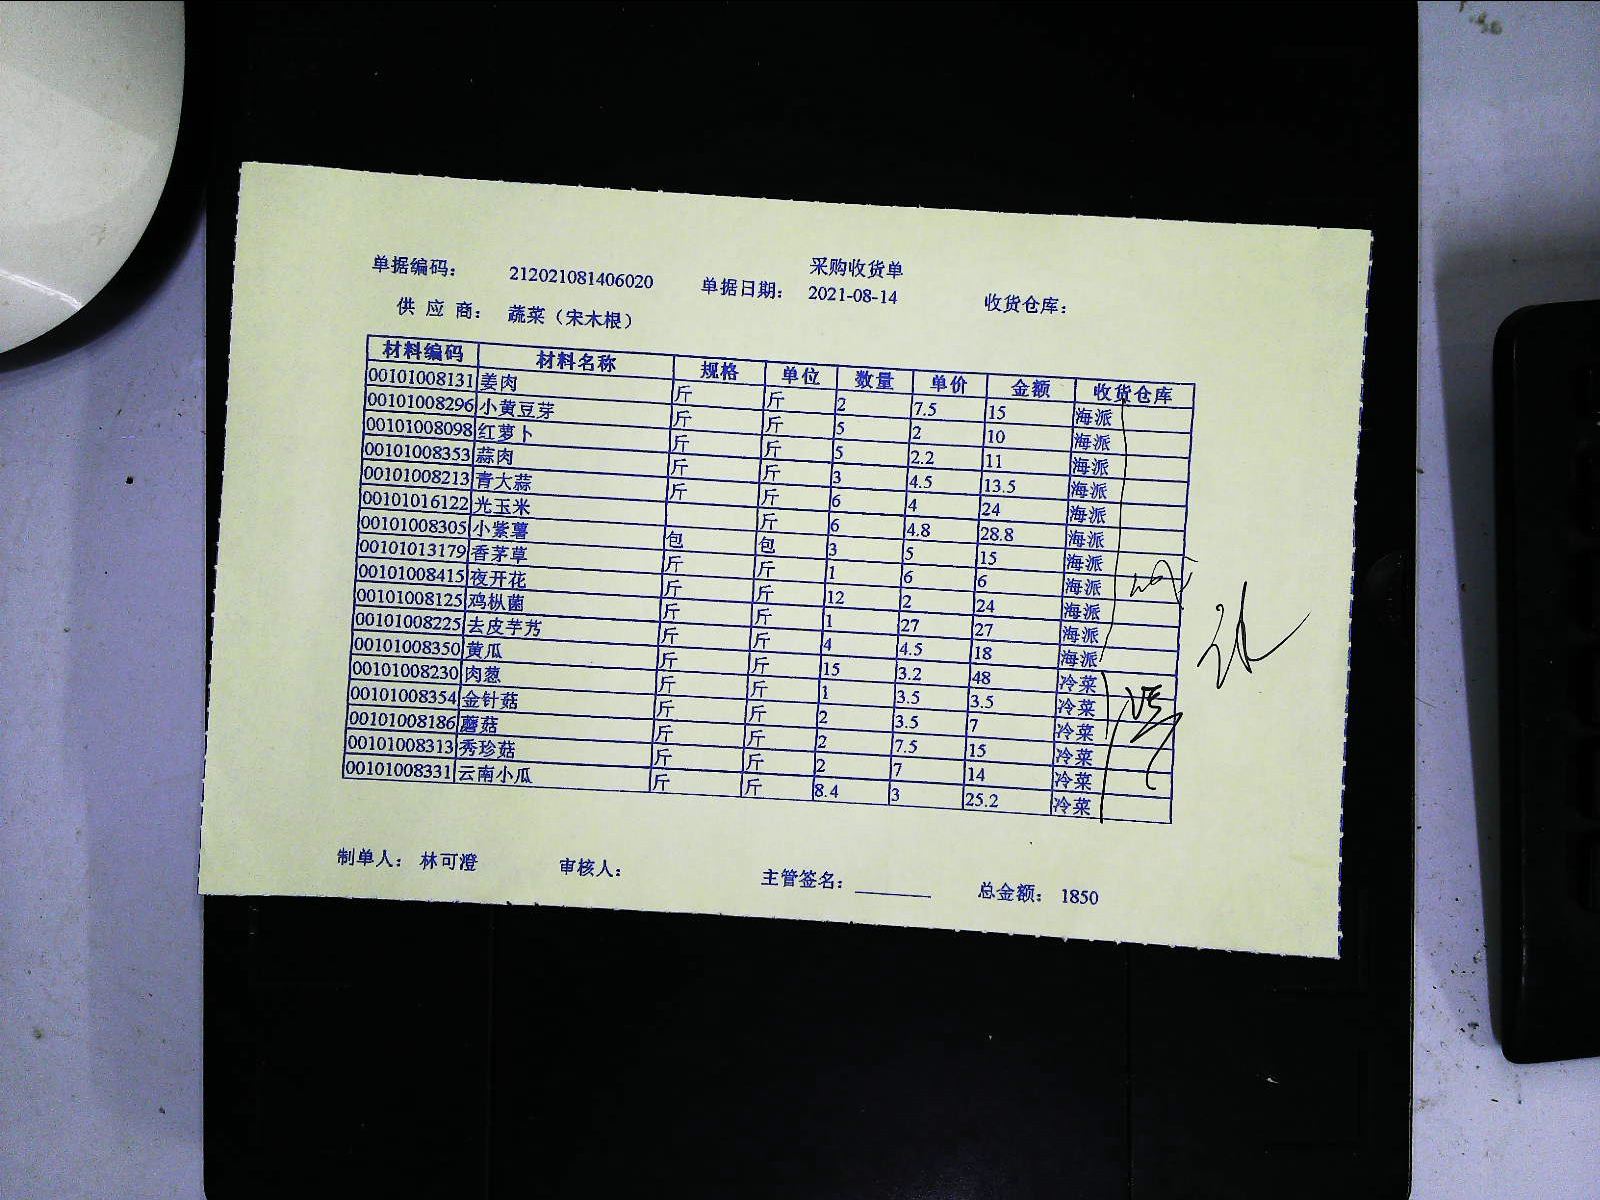 采购收货单
单据编码： 212021081406020 单据日期： 2021-08-14 收货仓库：
供 应 商： 蔬菜（宋木根）
材料编码 材料名称 规格 单位 数量 单价 金额 收货仓库
00101008131 姜肉 斤 斤 2 7.5 15 海派
00101008296 小黄豆芽 斤 斤 5 2 10 海派
00101008098 红萝卜 斤 斤 5 2.2 11 海派
00101008353 蒜肉 斤 斤 3 4.5 13.5 海派
00101008213 青大蒜 斤 斤 6 4 24 海派
00101016122 光玉米 斤 6 4.8 28.8 海派
00101008305 小紫薯 包 包 3 5 15 海派
00101013179 香茅草 斤 斤 1 6 6 海派
00101008415 夜开花 斤 斤 12 2 24 海派
00101008125 鸡枞菌 斤 斤 1 27 27 海派
00101008225 去皮芋艿 斤 斤 4 4.5 18 海派
00101008350 黄瓜 斤 斤 15 3.2 48 冷菜
00101008230 肉葱 斤 斤 1 3.5 3.5 冷菜
00101008354 金针菇 斤 斤 2 3.5 7 冷菜
00101008186 蘑菇 斤 斤 2 7.5 15 冷菜
00101008313 秀珍菇 斤 斤 2 7 14 冷菜
00101008331 云南小瓜 斤 斤 8.4 3 25.2 冷菜
制单人： 林可澄 审核人： 主管签名： 总金额： 1850